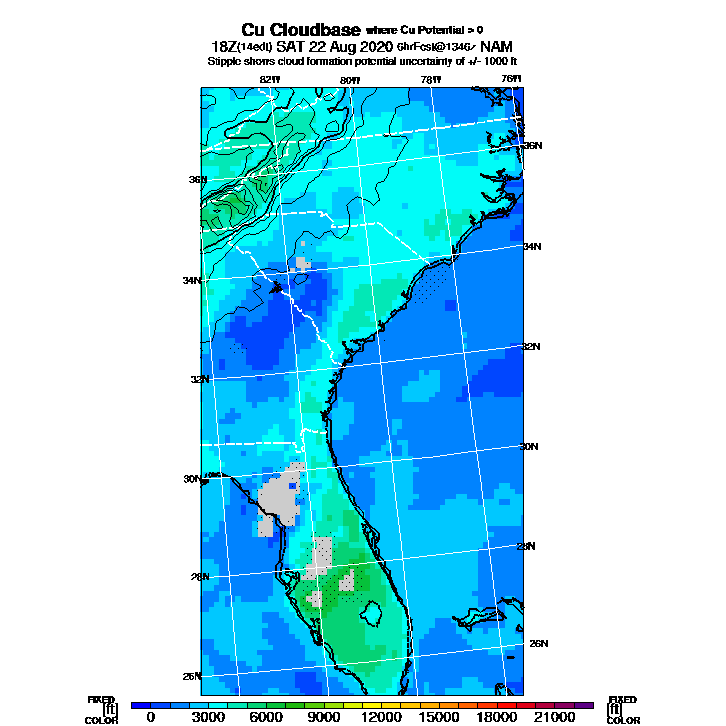 Cu Cloudbase where Cu Potential > 0
18Z(14edt) SAT 22 Aug 2020 6hrFcst@1346z NAM
Stipple shows cloud formation potential uncertainty of +/- 1000 ft
82W 80W 78W 76W
36N
36N
34N
34N
32N
32N
30N
30N
28N
28N
26N
26N
FIXED FIXED
[ft] [ft]
COLOR COLOR
0 3000 6000 9000 12000 15000 18000 21000